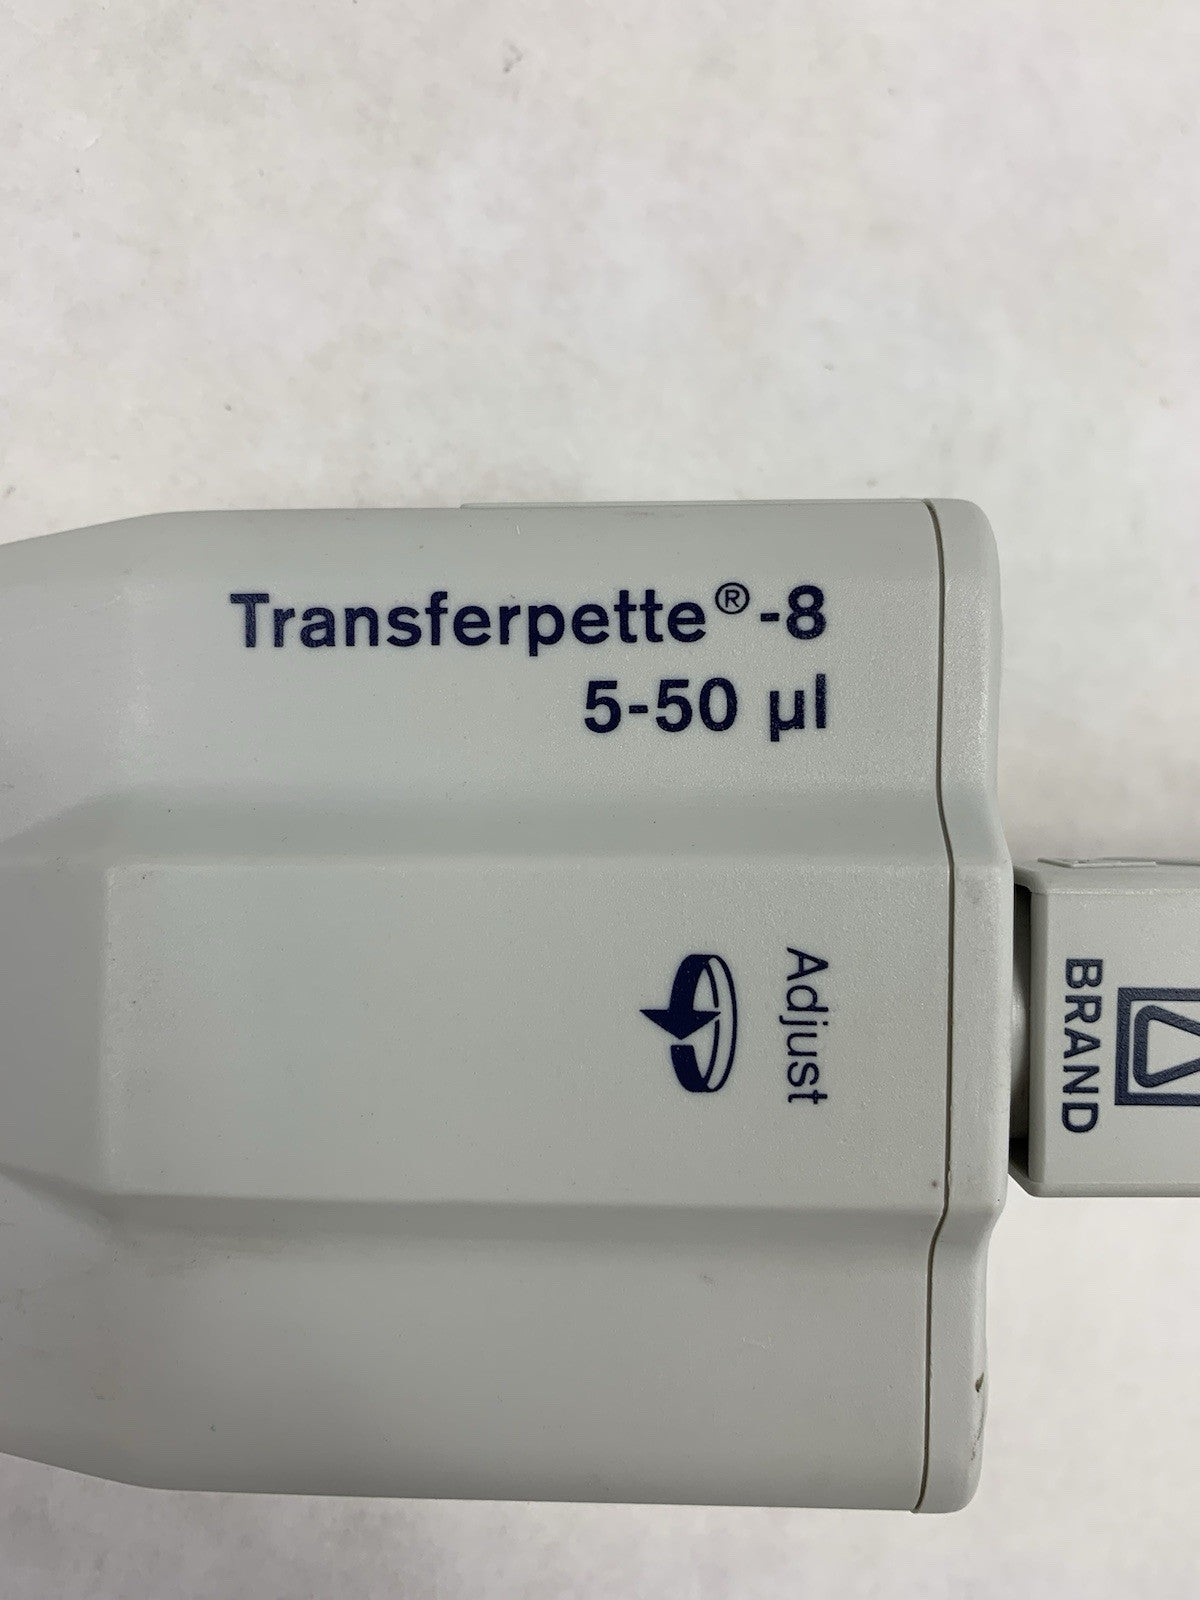 Transferpette®-8
5-50 µl
Adjust
BRAND